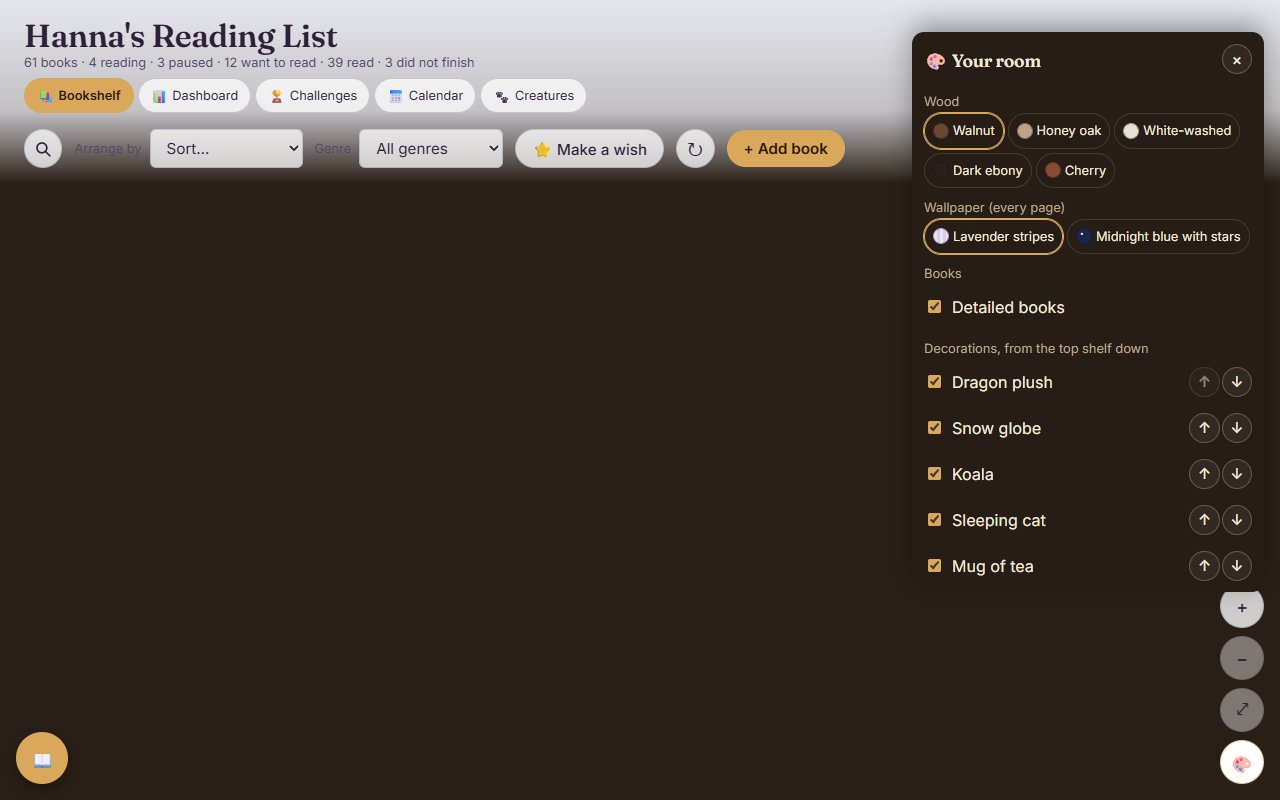 Hanna's Reading List
61 books · 4 reading · 3 paused · 12 want to read · 39 read · 3 did not finish
Bookshelf
Dashboard
Challenges
Calendar
Creatures
Arrange by
Sort...
Genre
All genres
Make a wish
+ Add book
Your room
×
Wood
Walnut
Honey oak
White-washed
Dark ebony
Cherry
Wallpaper (every page)
Lavender stripes
Midnight blue with stars
Books
Detailed books
Decorations, from the top shelf down
Dragon plush
↑ ↓
Snow globe
↑ ↓
Koala
↑ ↓
Sleeping cat
↑ ↓
Mug of tea
↑ ↓
+
−